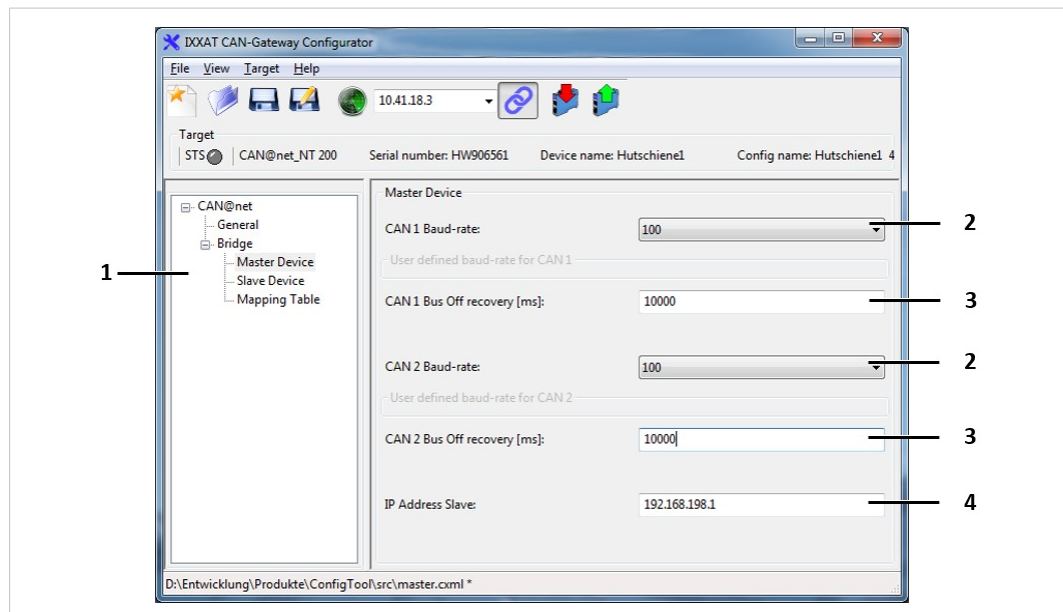 IXXAT CAN-Gateway Configurator
File View Target Help
10.41.18.3
Target
STS CAN@net_NT 200 Serial number: HW906561 Device name: Hutschiene1 Config name: Hutschiene1 4
CAN@net
General
Bridge
Master Device
Slave Device
Mapping Table
1
Master Device
CAN 1 Baud-rate: 100 2
User defined baud-rate for CAN 1
CAN 1 Bus Off recovery [ms]: 10000 3
CAN 2 Baud-rate: 100 2
User defined baud-rate for CAN 2
CAN 2 Bus Off recovery [ms]: 10000 3
IP Address Slave: 192.168.198.1 4
D:\Entwicklung\Produkte\ConfigTool\src\master.cxml *